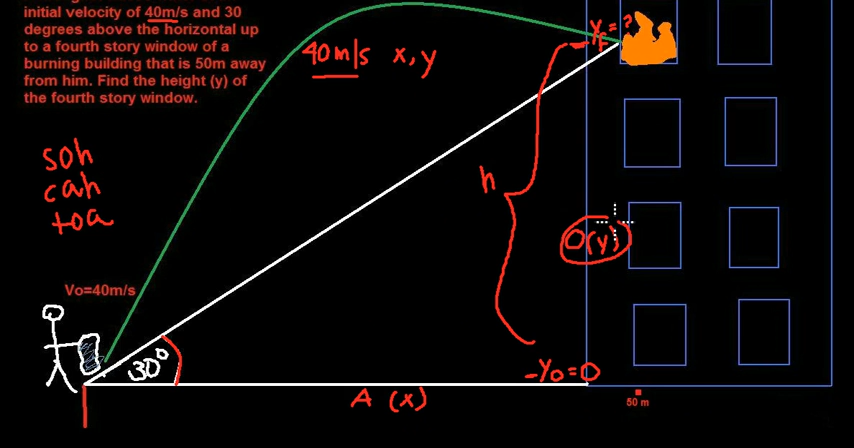 initial velocity of 40m/s and 30
degrees above the horizontal up
to a fourth story window of a
burning building that is 50m away
from him. Find the height (y) of
the fourth story window.
40m/s x, y
Yf = ?
soh
cah
toa
h
O(y)
Vo=40m/s
30°
-Yo=0
A (x)
50 m